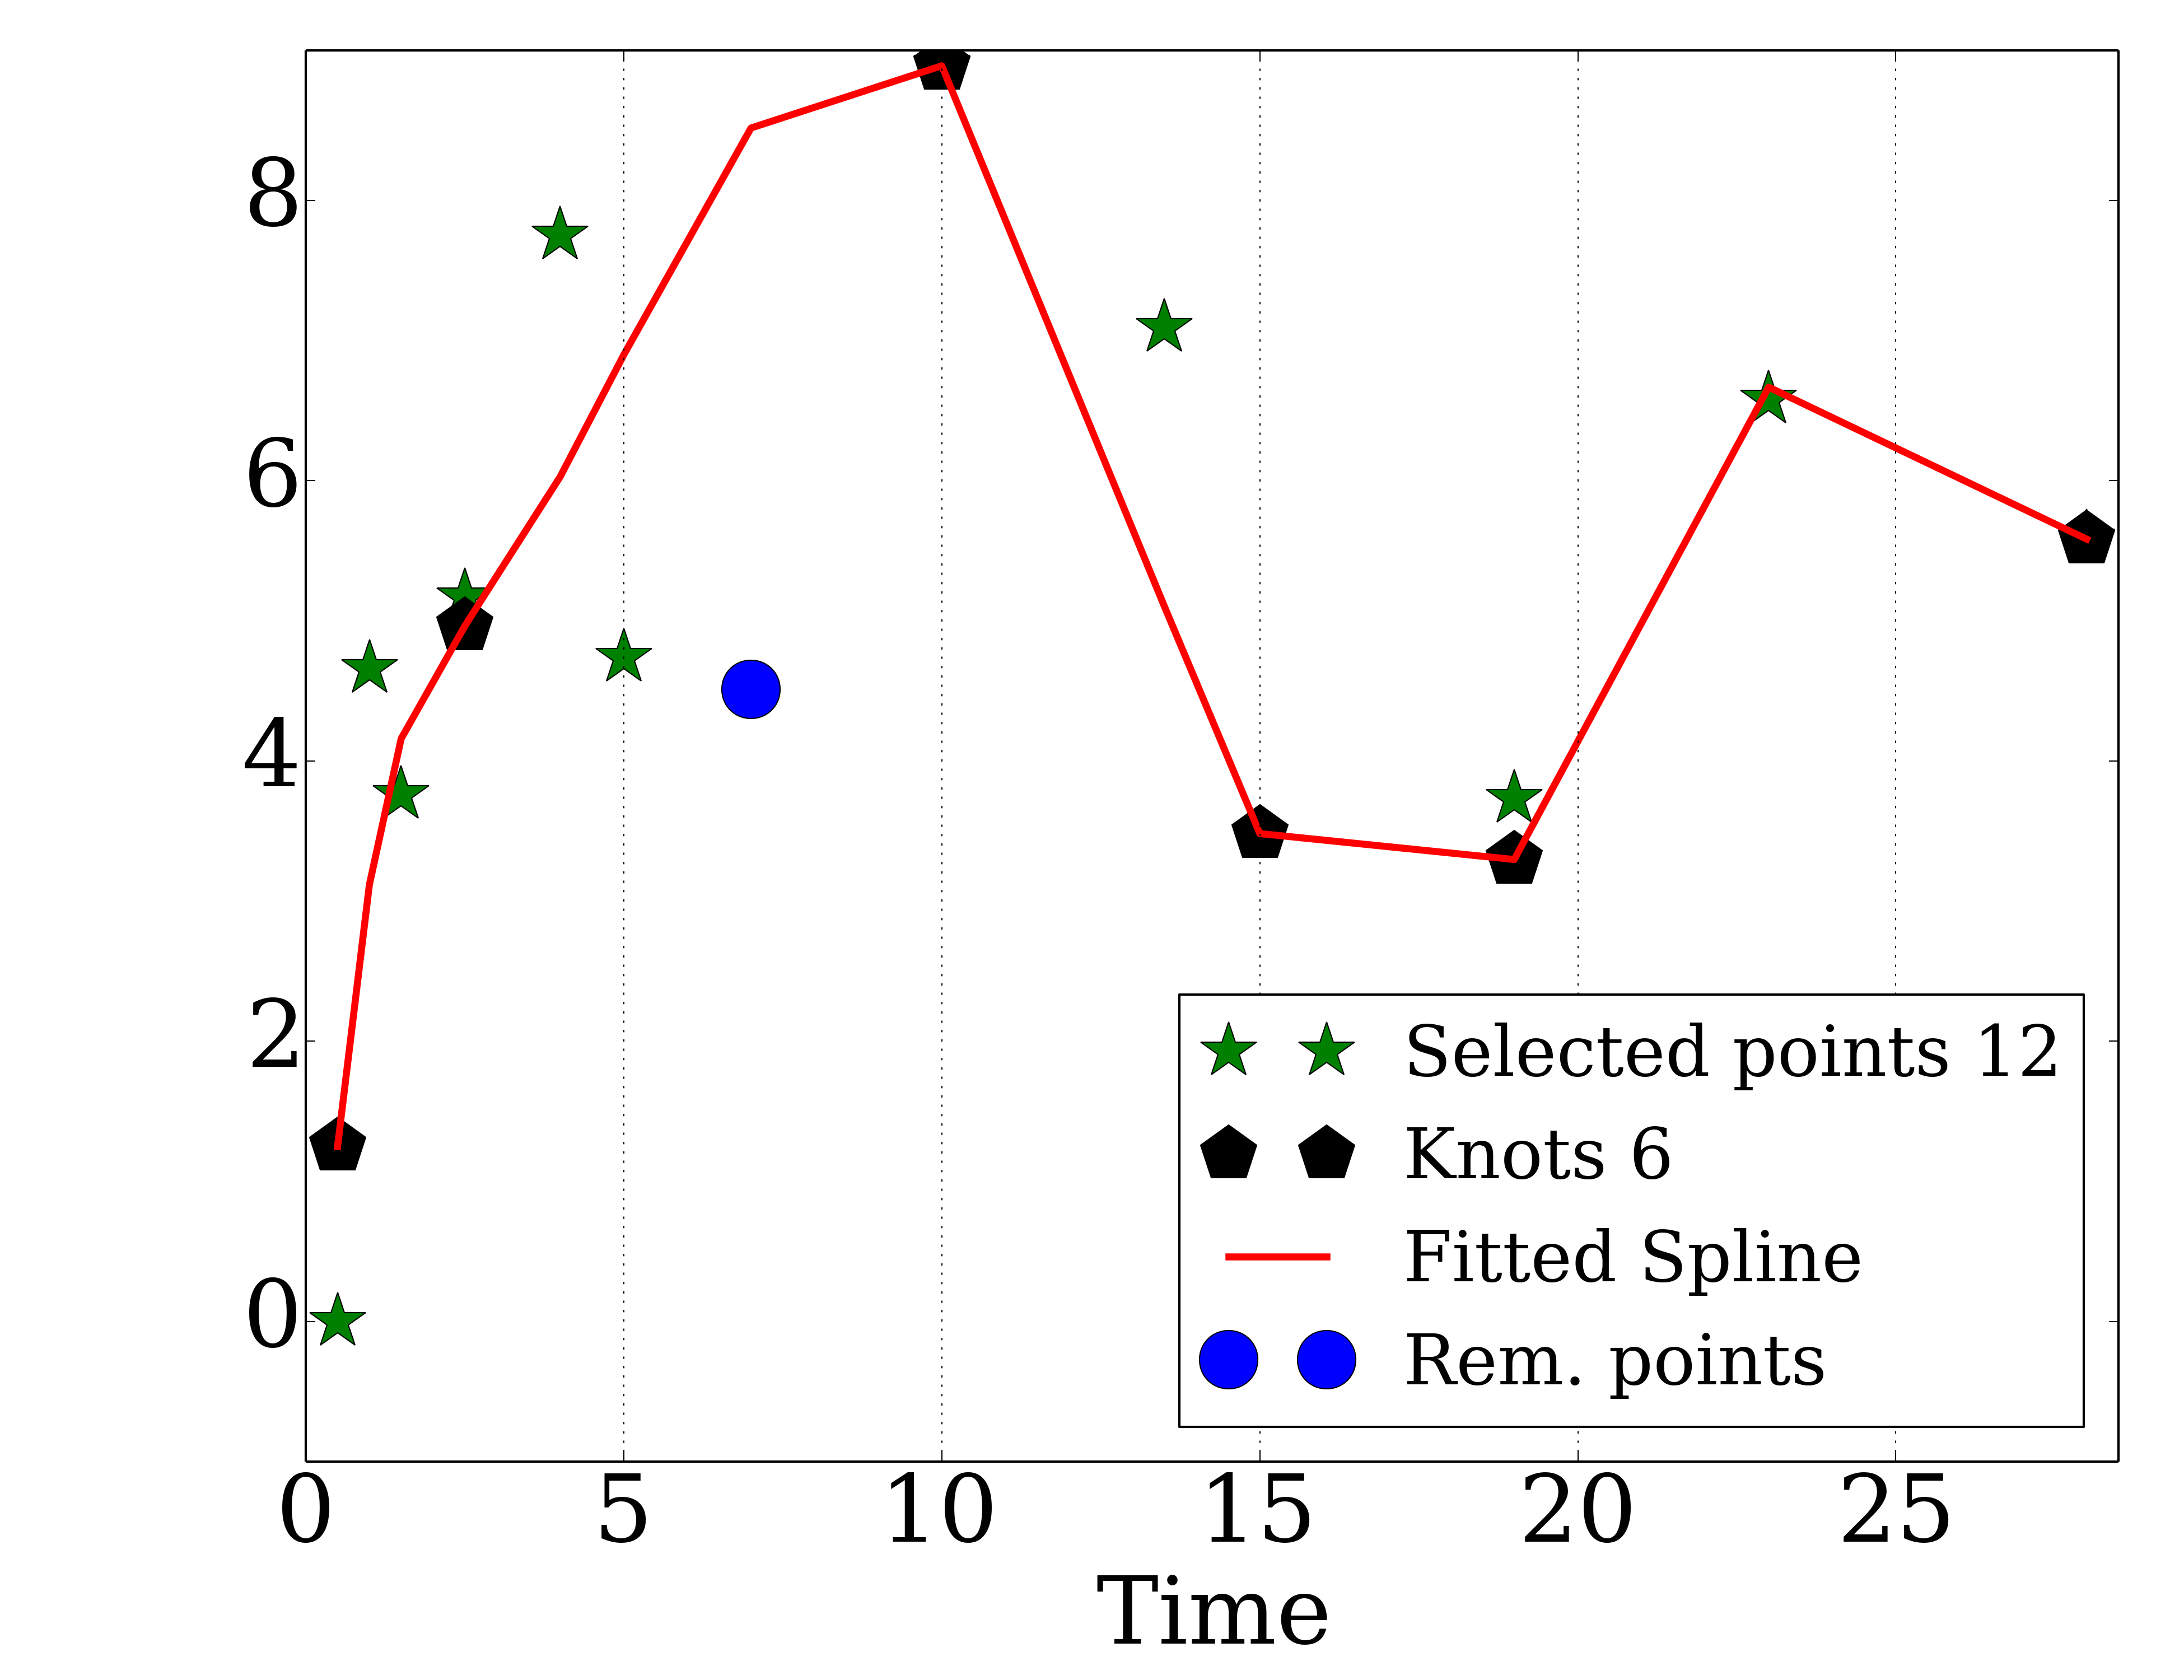 8
6
4
2
0
0 5 10 15 20 25
Time
Selected points 12
Knots 6
Fitted Spline
Rem. points